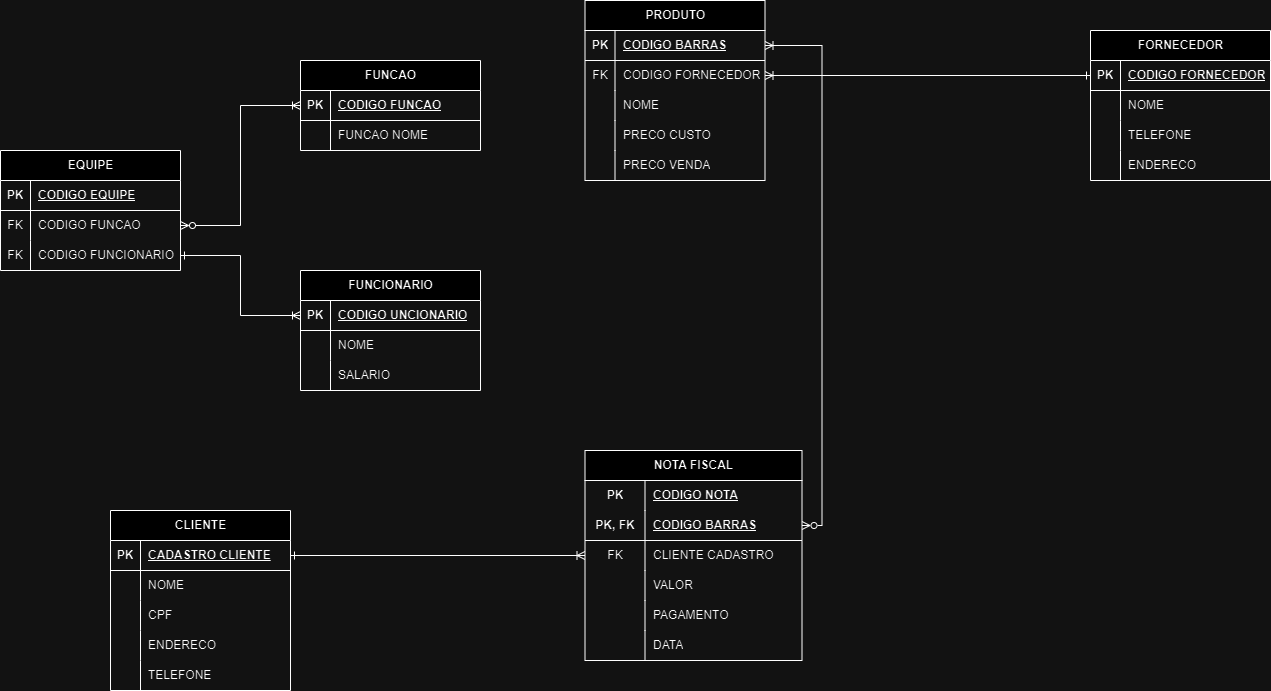 PRODUTO
PK CODIGO BARRAS
FK CODIGO FORNECEDOR
NOME
PRECO CUSTO
PRECO VENDA
FORNECEDOR
PK CODIGO FORNECEDOR
NOME
TELEFONE
ENDERECO
FUNCAO
PK CODIGO FUNCAO
FUNCAO NOME
EQUIPE
PK CODIGO EQUIPE
FK CODIGO FUNCAO
FK CODIGO FUNCIONARIO
FUNCIONARIO
PK CODIGO UNCIONARIO
NOME
SALARIO
NOTA FISCAL
PK CODIGO NOTA
PK, FK CODIGO BARRAS
FK CLIENTE CADASTRO
VALOR
PAGAMENTO
DATA
CLIENTE
PK CADASTRO CLIENTE
NOME
CPF
ENDERECO
TELEFONE